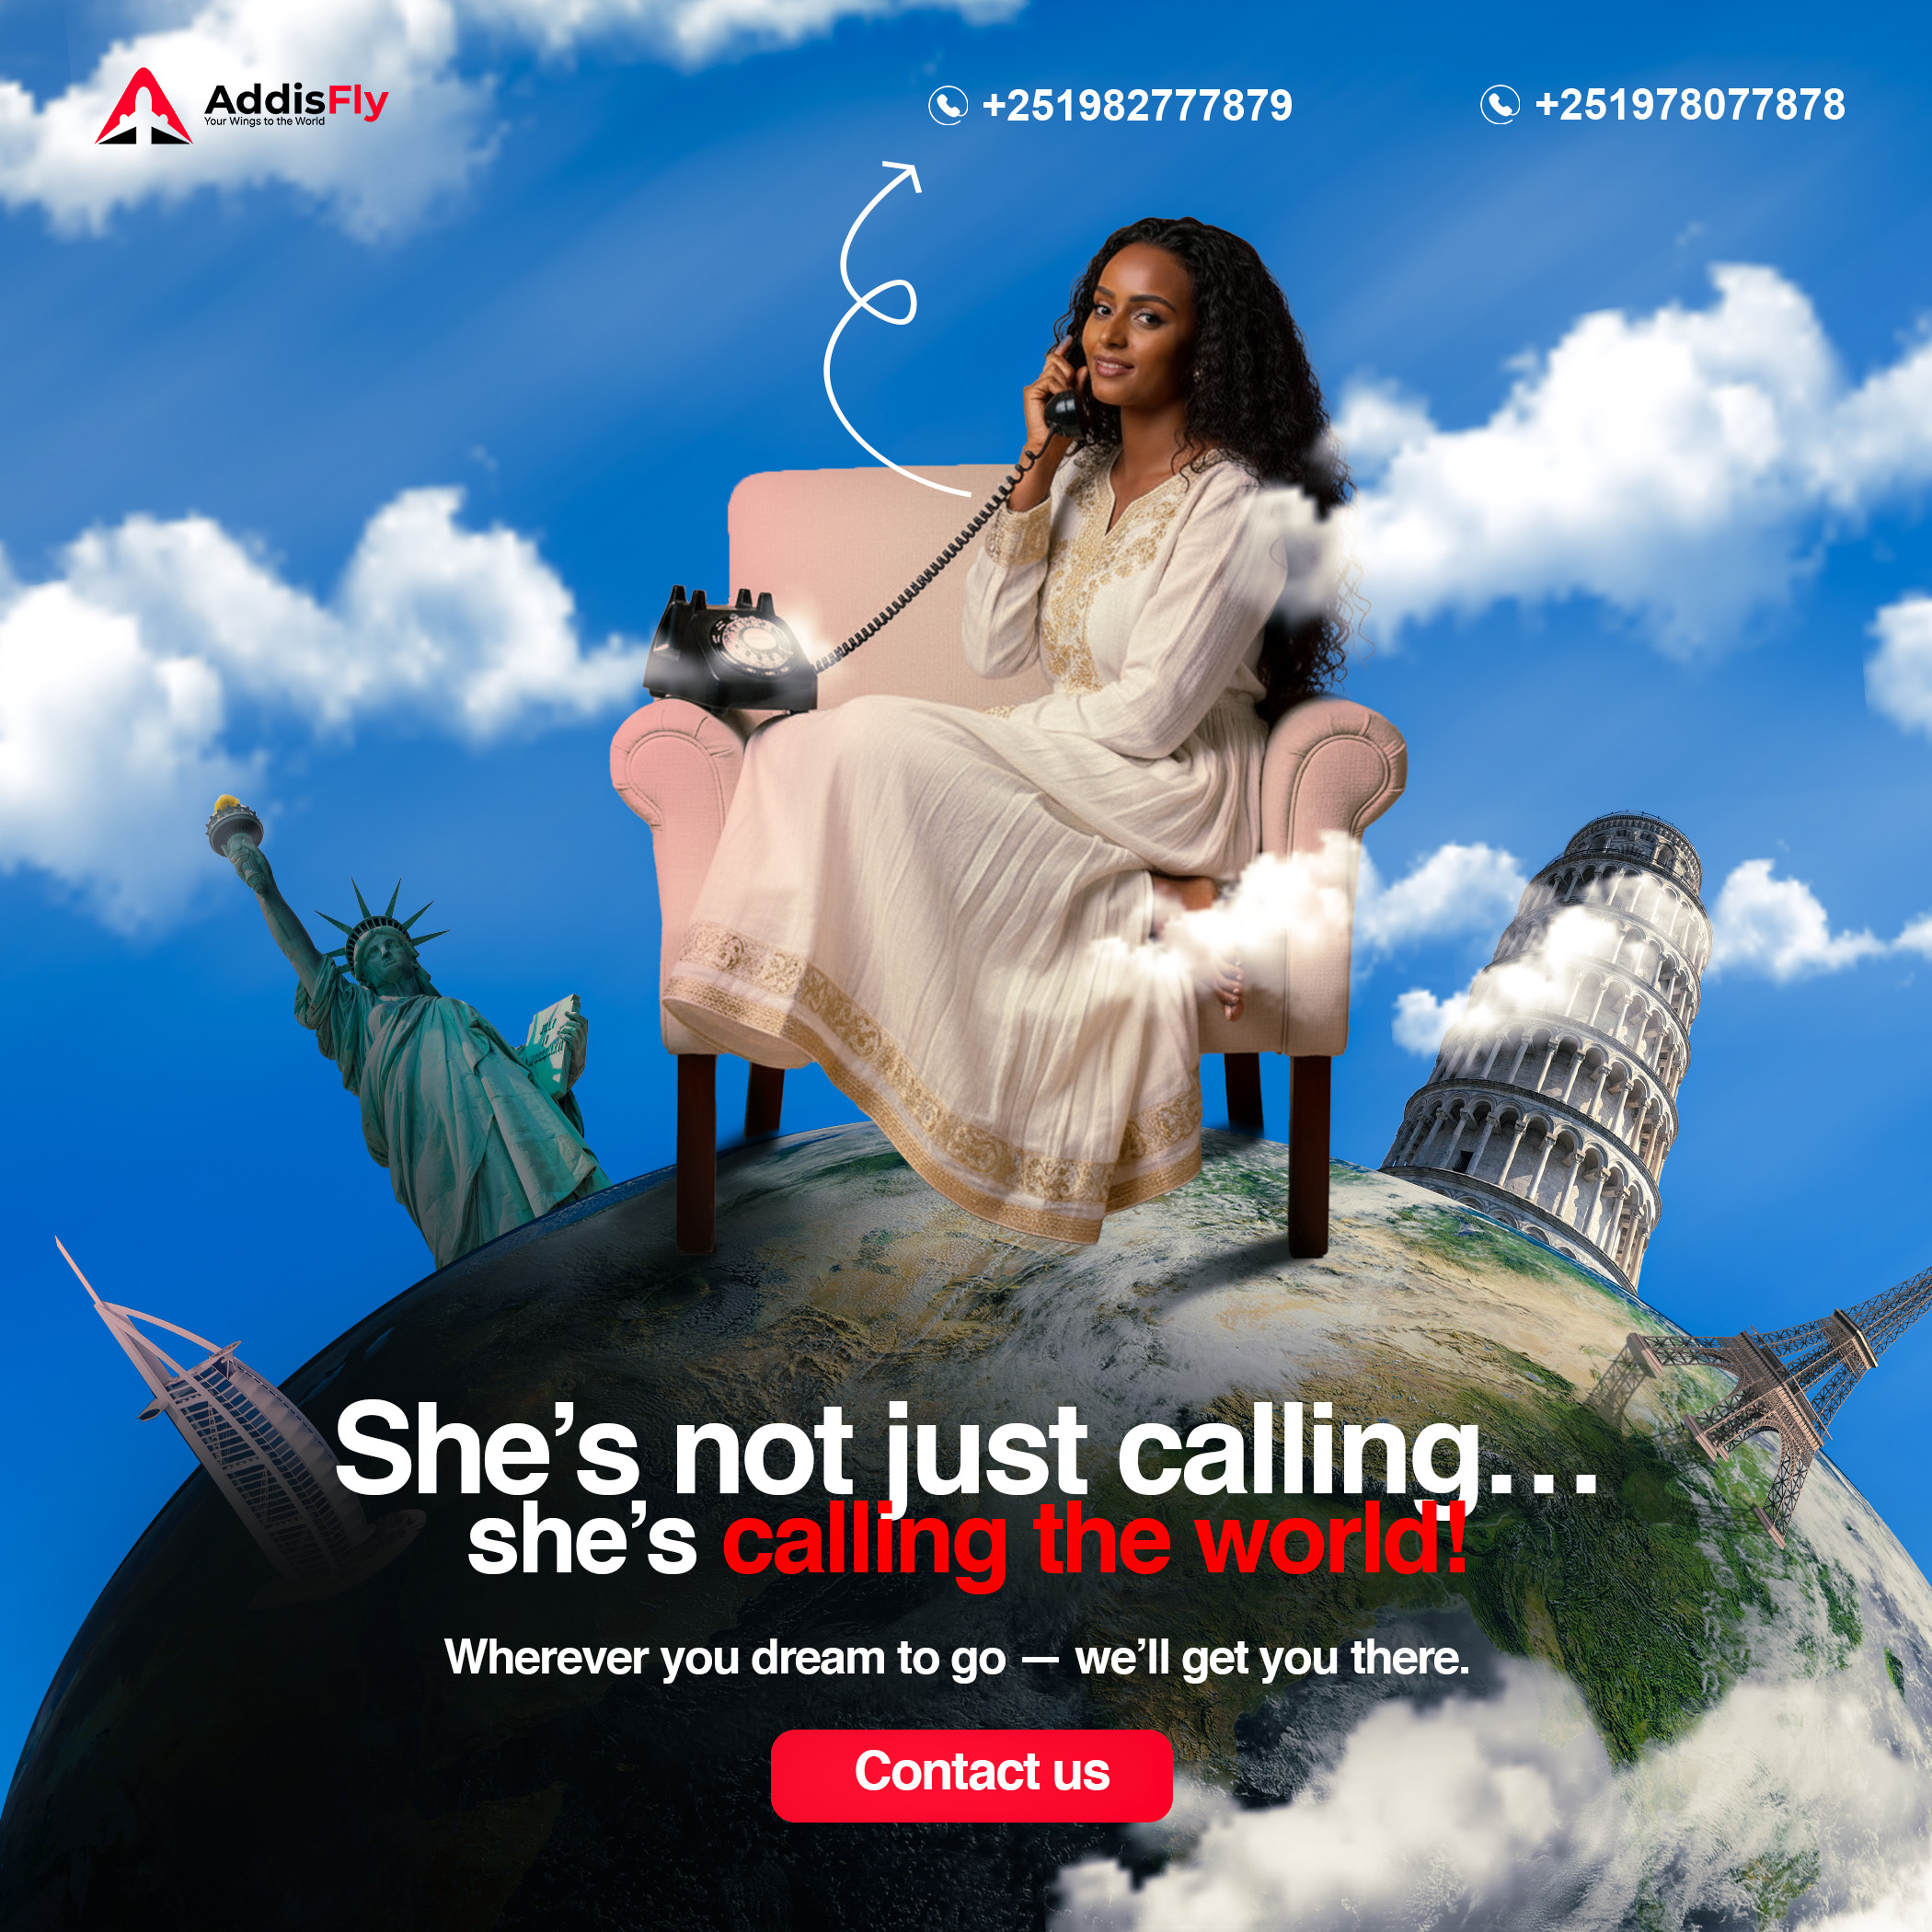 AddisFly
Your Wings to the World
+251982777879
+251978077878
She’s not just calling...
she’s calling the world!
Wherever you dream to go — we’ll get you there.
Contact us